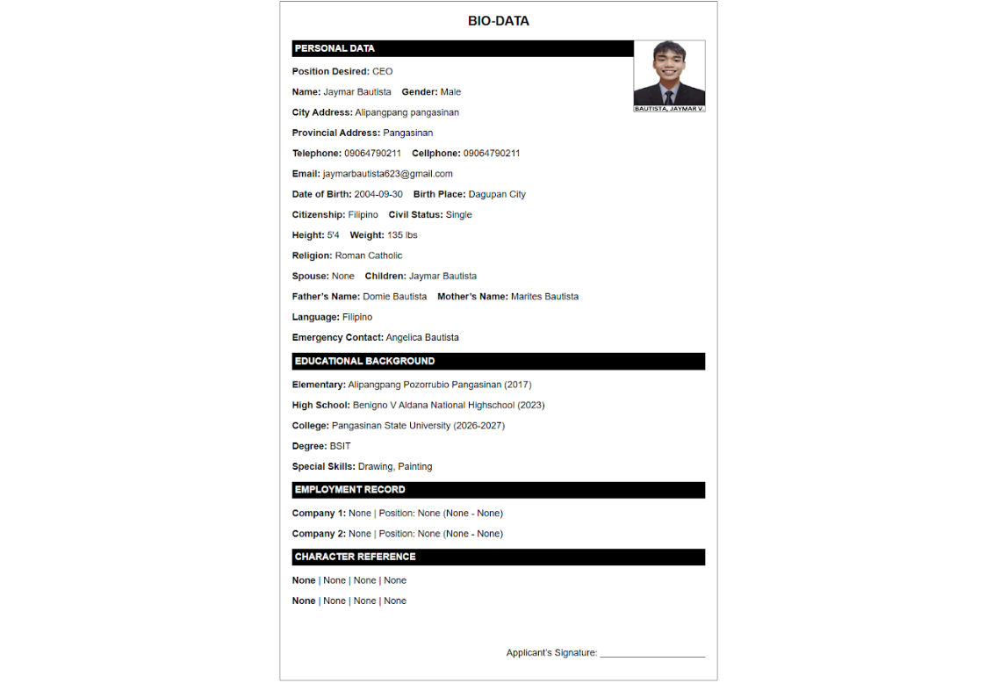 BIO-DATA
PERSONAL DATA
BAUTISTA, JAYMAR V.
Position Desired: CEO
Name: Jaymar Bautista Gender: Male
City Address: Alipangpang pangasinan
Provincial Address: Pangasinan
Telephone: 09064790211 Cellphone: 09064790211
Email: jaymarbautista623@gmail.com
Date of Birth: 2004-09-30 Birth Place: Dagupan City
Citizenship: Filipino Civil Status: Single
Height: 5'4 Weight: 135 lbs
Religion: Roman Catholic
Spouse: None Children: Jaymar Bautista
Father's Name: Domie Bautista Mother's Name: Marites Bautista
Language: Filipino
Emergency Contact: Angelica Bautista
EDUCATIONAL BACKGROUND
Elementary: Alipangpang Pozorrubio Pangasinan (2017)
High School: Benigno V Aldana National Highschool (2023)
College: Pangasinan State University (2026-2027)
Degree: BSIT
Special Skills: Drawing, Painting
EMPLOYMENT RECORD
Company 1: None | Position: None (None - None)
Company 2: None | Position: None (None - None)
CHARACTER REFERENCE
None | None | None | None
None | None | None | None
Applicant's Signature: ____________________